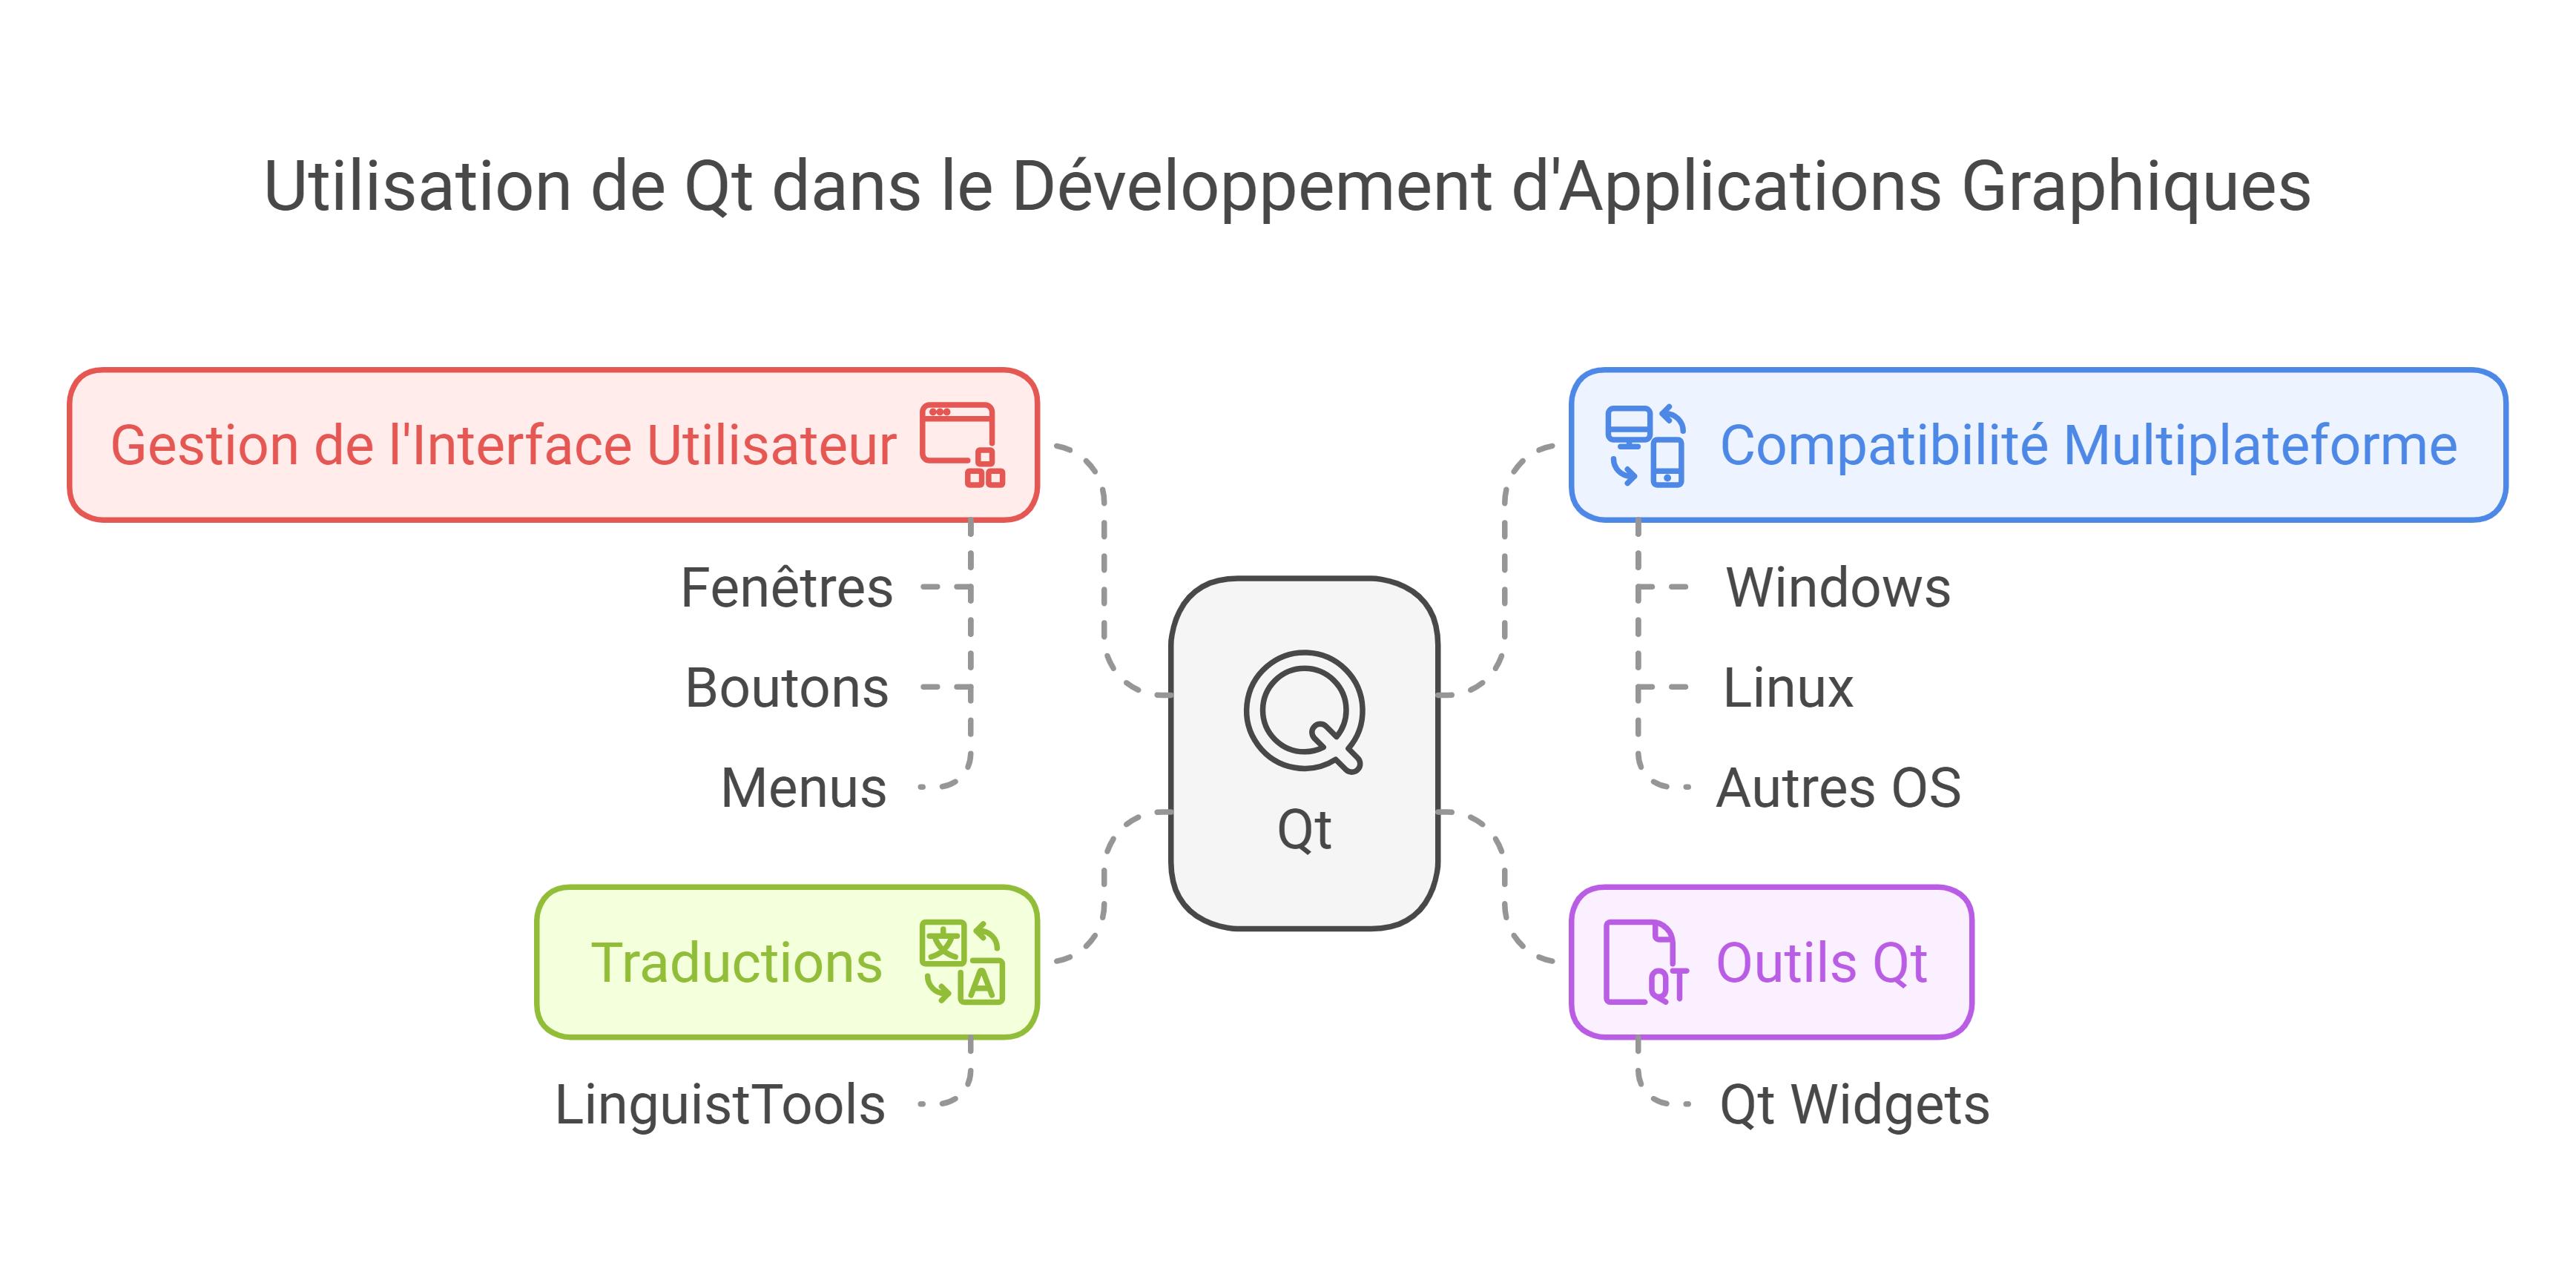 Utilisation de Qt dans le Développement d'Applications Graphiques
Gestion de l'Interface Utilisateur
Fenêtres
Boutons
Menus
Traductions
文
A
LinguistTools
Qt
Compatibilité Multiplateforme
Windows
Linux
Autres OS
QT
Outils Qt
Qt Widgets